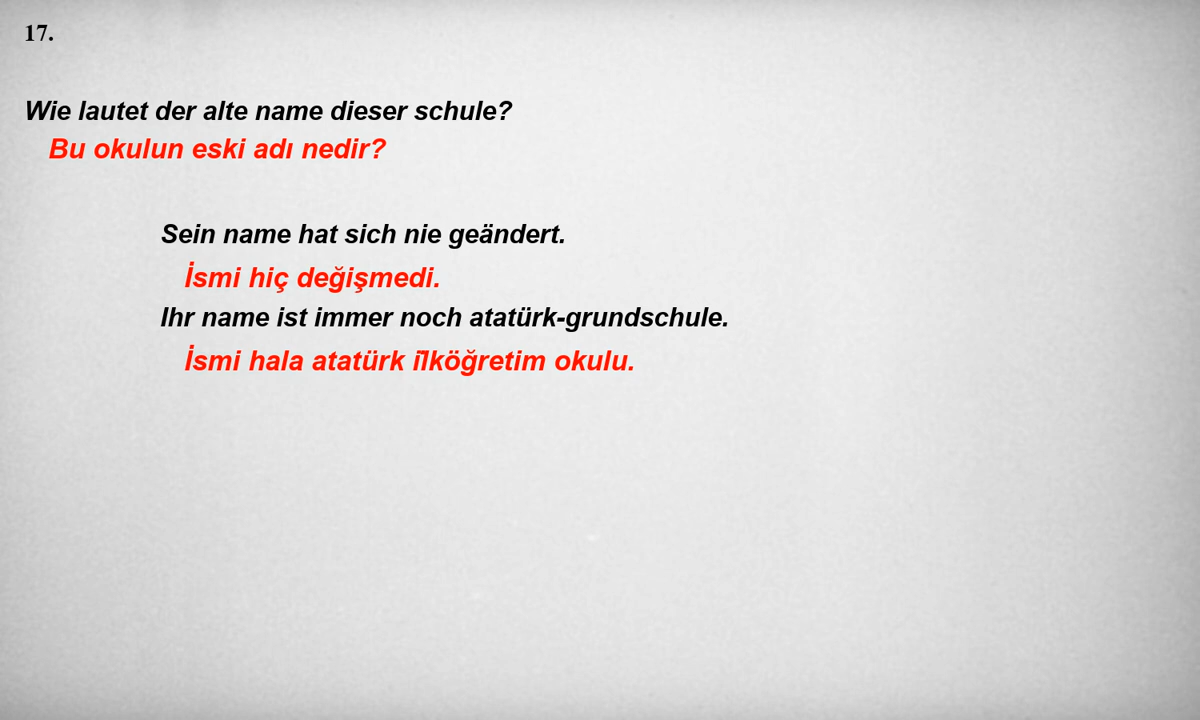 17.
Wie lautet der alte name dieser schule?
Bu okulun eski adı nedir?
Sein name hat sich nie geändert.
İsmi hiç değişmedi.
Ihr name ist immer noch atatürk-grundschule.
İsmi hala atatürk i̇lköğretim okulu.